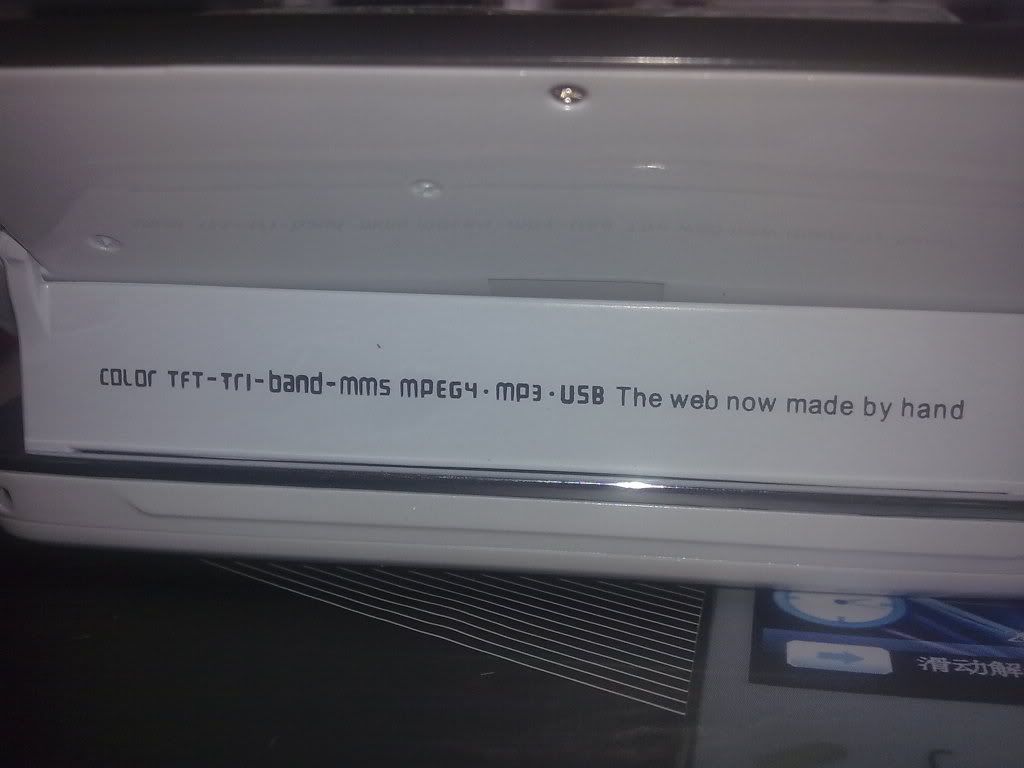 COLOR TFT-Tri-band-mms MPEG4·MP3·USB The web now made by hand
滑动解